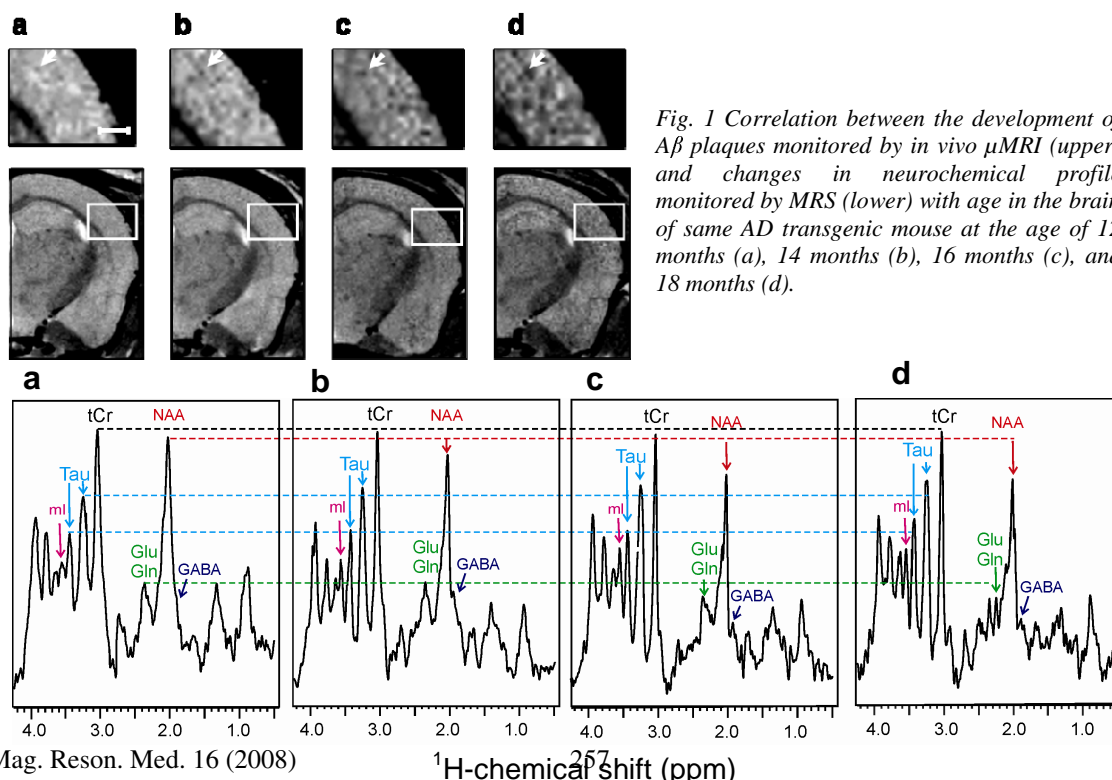 a b c d
Fig. 1 Correlation between the development of
Aβ plaques monitored by in vivo μMRI (upper)
and changes in neurochemical profile
monitored by MRS (lower) with age in the brain
of same AD transgenic mouse at the age of 12
months (a), 14 months (b), 16 months (c), and
18 months (d).
a b c d
tCr NAA Tau mI Glu Gln GABA
tCr NAA Tau mI Glu Gln GABA
tCr NAA Tau mI Glu Gln GABA
tCr NAA Tau mI Glu Gln GABA
4.0 3.0 2.0 1.0 4.0 3.0 2.0 1.0 4.0 3.0 2.0 1.0 4.0 3.0 2.0 1.0
Mag. Reson. Med. 16 (2008) 257
¹H-chemical shift (ppm)